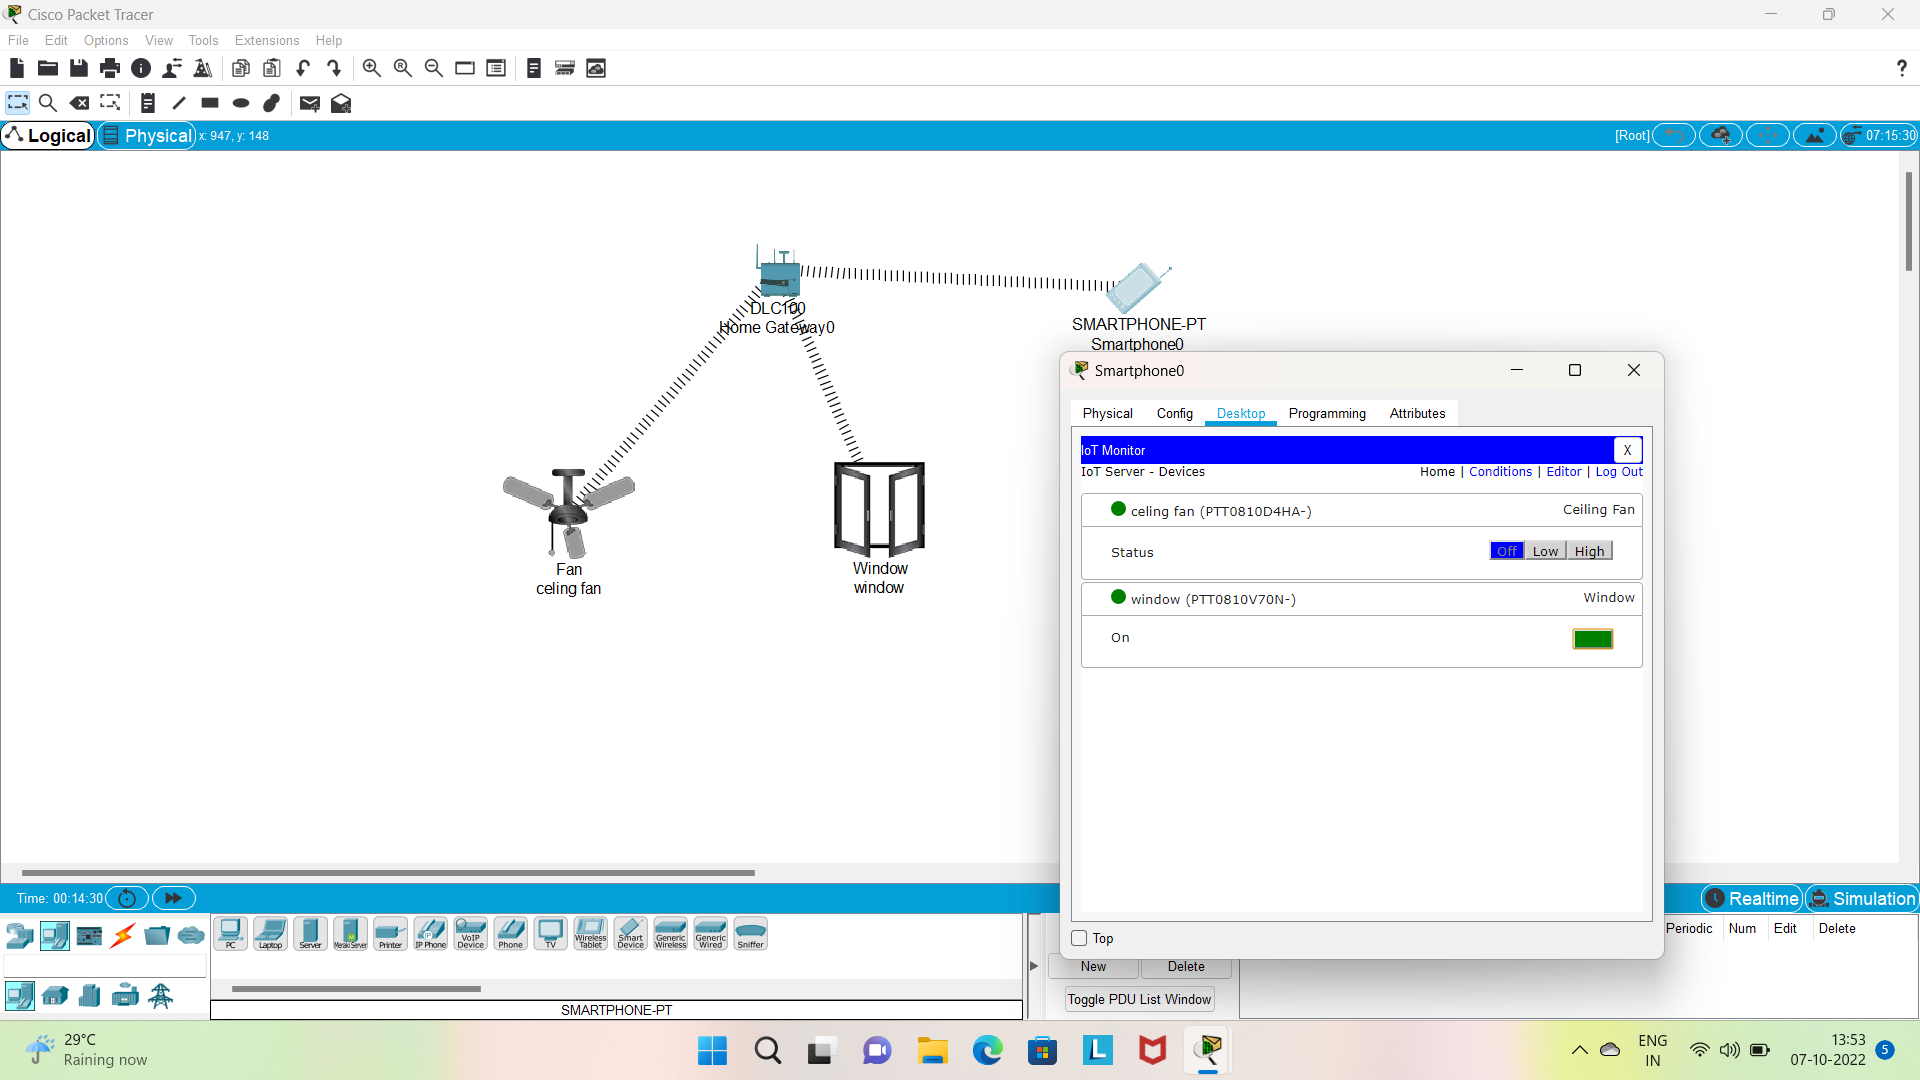 Cisco Packet Tracer
File Edit Options View Tools Extensions Help
?
Logical Physical x: 947, y: 148 [Root] 07:15:30
DLC100
Home Gateway0
SMARTPHONE-PT
Smartphone0
Fan
celing fan
Window
window
Smartphone0
Physical Config Desktop Programming Attributes
IoT Monitor X
IoT Server - Devices Home | Conditions | Editor | Log Out
celing fan (PTT0810D4HA-) Ceiling Fan
Status Off Low High
window (PTT0810V70N-) Window
On
Top
Time: 00:14:30 Realtime Simulation
PC Laptop Server Meraki Server Printer IP Phone VoIP Device Phone TV Wireless Tablet Smart Device Generic Wireless Generic Wired Sniffer
SMARTPHONE-PT
New Delete
Toggle PDU List Window
Periodic Num Edit Delete
29°C
Raining now
ENG
IN
13:53
07-10-2022
5